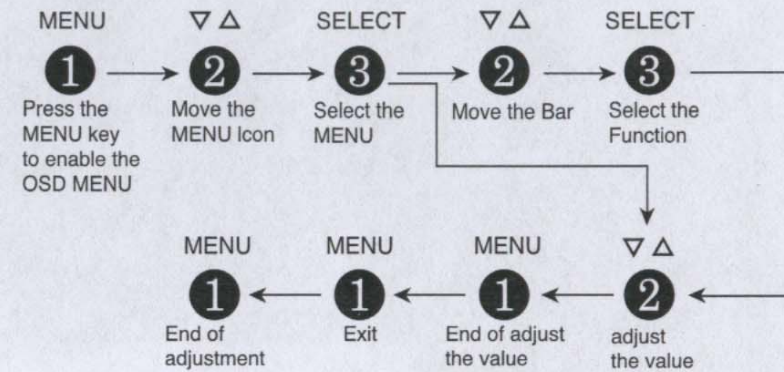 MENU
▽ △
SELECT
▽ △
SELECT
1
2
3
2
3
Press the
MENU key
to enable the
OSD MENU
Move the
MENU Icon
Select the
MENU
Move the Bar
Select the
Function
MENU
MENU
MENU
▽ △
1
1
1
2
End of
adjustment
Exit
End of adjust
the value
adjust
the value